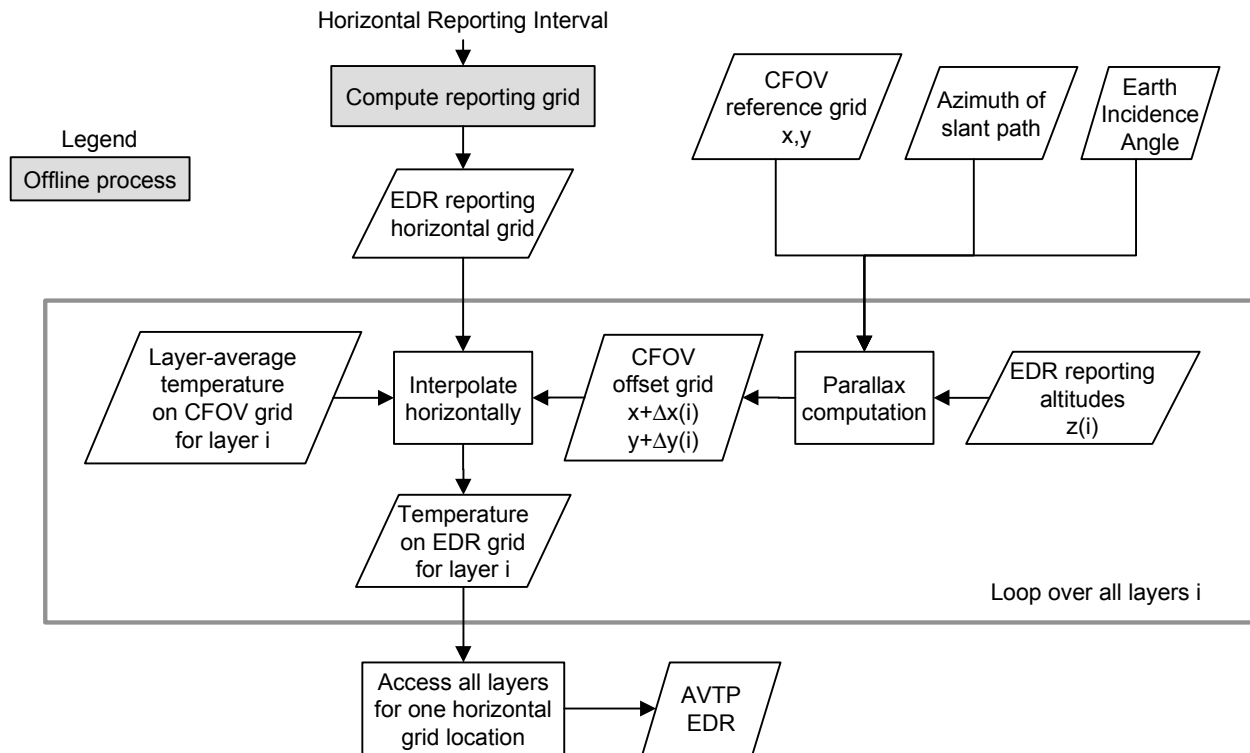 Horizontal Reporting Interval
Compute reporting grid
CFOV
reference grid
x,y
Azimuth of
slant path
Earth
Incidence
Angle
Legend
Offline process
EDR reporting
horizontal grid
Layer-average
temperature
on CFOV grid
for layer i
Interpolate
horizontally
CFOV
offset grid
x+Δx(i)
y+Δy(i)
Parallax
computation
EDR reporting
altitudes
z(i)
Temperature
on EDR grid
for layer i
Loop over all layers i
Access all layers
for one horizontal
grid location
AVTP
EDR